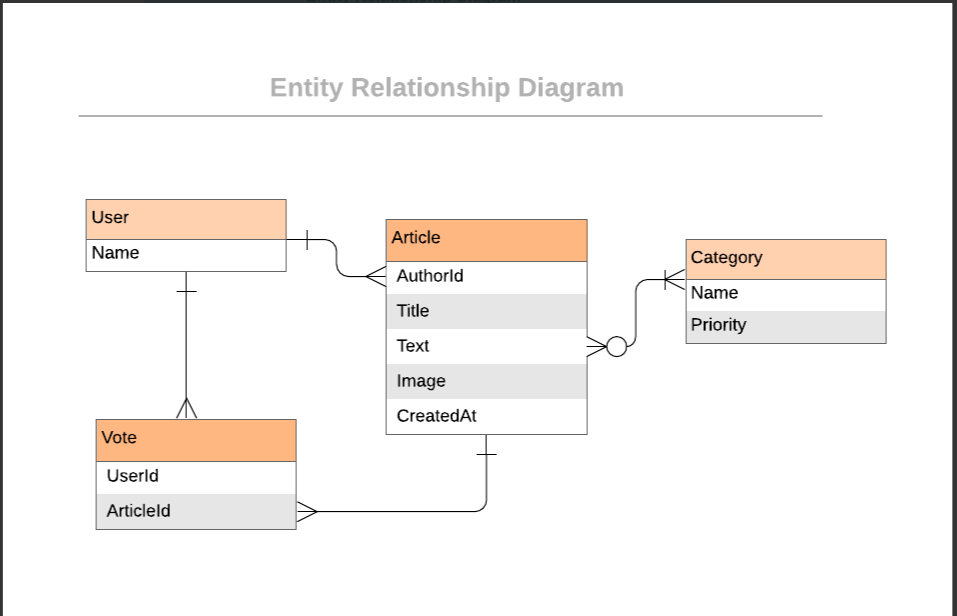 Entity Relationship Diagram
User
Name
Article
AuthorId
Title
Text
Image
CreatedAt
Category
Name
Priority
Vote
UserId
ArticleId